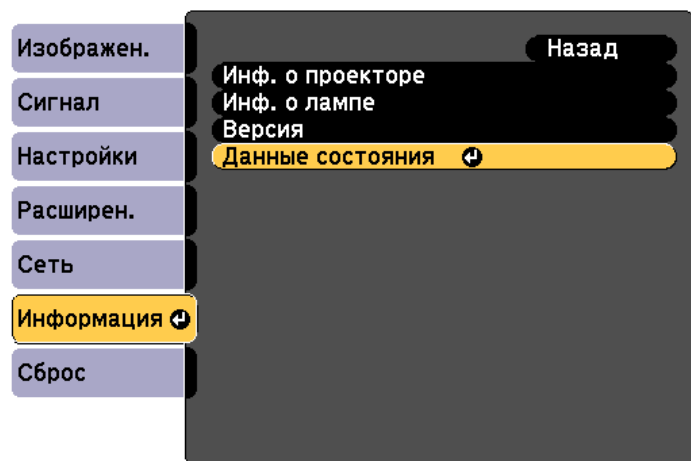 Изображен.
Сигнал
Настройки
Расширен.
Сеть
Информация
Сброс
Назад
Инф. о проекторе
Инф. о лампе
Версия
Данные состояния